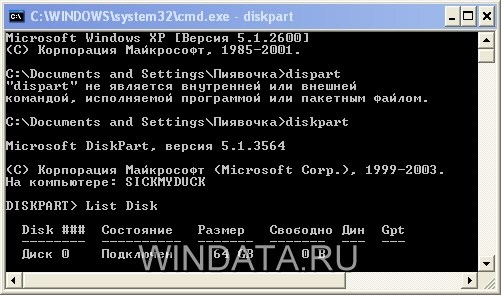 C:\WINDOWS\system32\cmd.exe - diskpart
Microsoft Windows XP [Версия 5.1.2600]
(C) Корпорация Майкрософт, 1985-2001.
C:\Documents and Settings\Пиявочка>dispart
"dispart" не является внутренней или внешней
командой, исполняемой программой или пакетным файлом.
C:\Documents and Settings\Пиявочка>diskpart
Microsoft DiskPart, версия 5.1.3564
(C) Корпорация Майкрософт (Microsoft Corp.), 1999-2003.
На компьютере: SICKMYDUCK
DISKPART> List Disk
Disk ### Состояние Размер Свободно Дин Gpt
-------- ---------- ------- ------- --- ---
Диск 0 Подключен 64 GB 0 B
WINDATA.RU